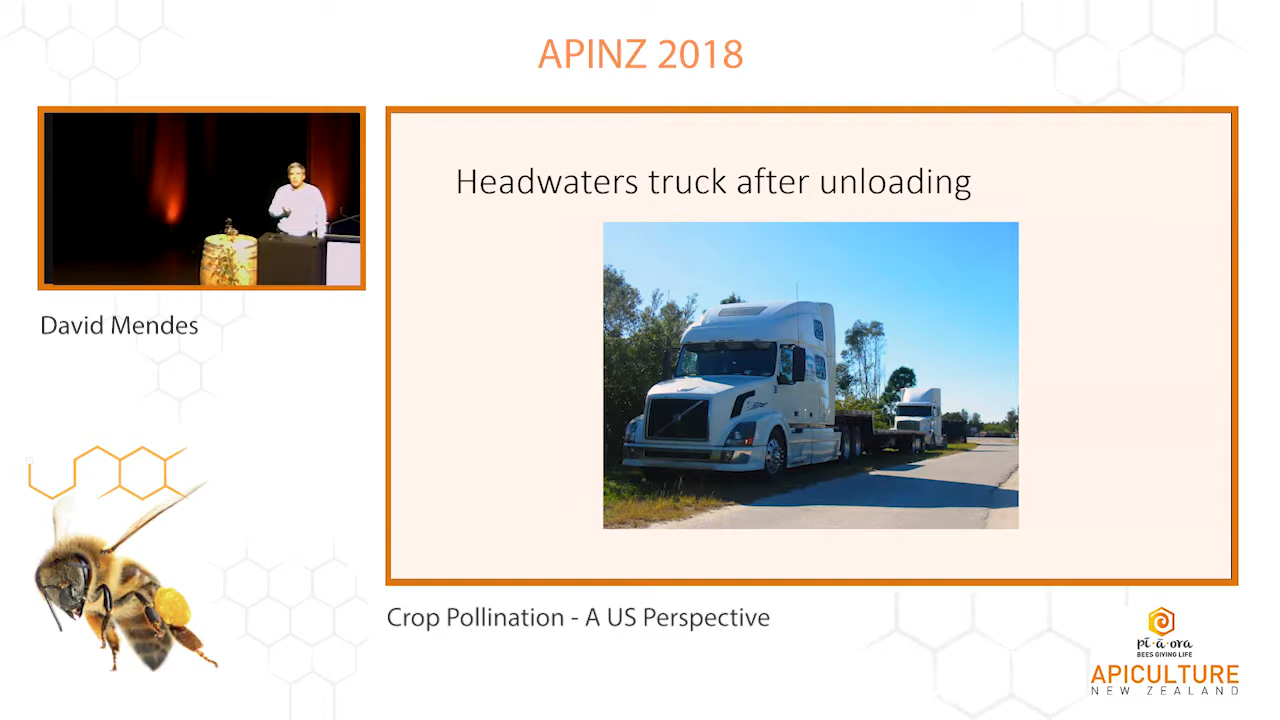 APINZ 2018
Headwaters truck after unloading
David Mendes
Crop Pollination - A US Perspective
pī-ā-ora
BEES GIVING LIFE
APICULTURE
NEW ZEALAND